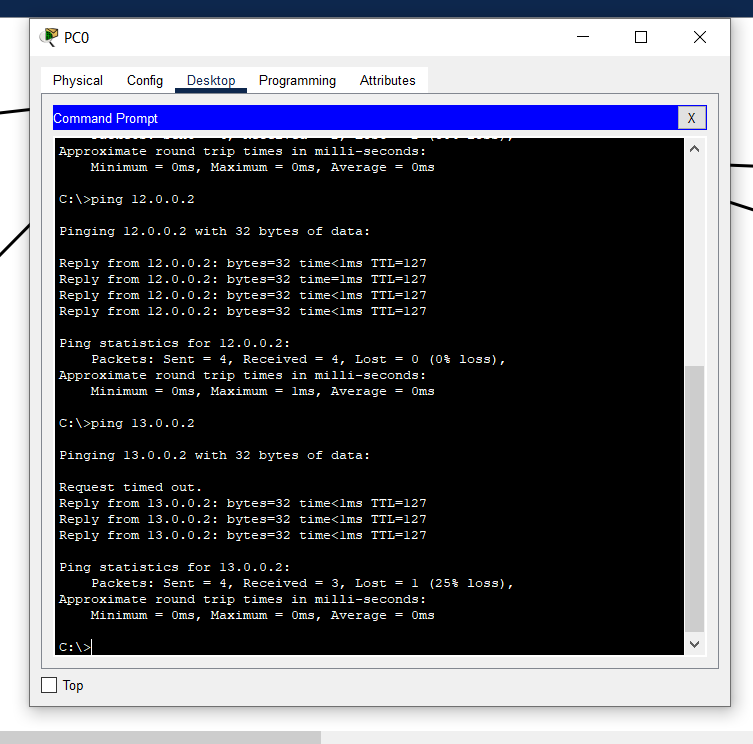 PC0
Physical Config Desktop Programming Attributes
Command Prompt X
Approximate round trip times in milli-seconds:
Minimum = 0ms, Maximum = 0ms, Average = 0ms
C:\>ping 12.0.0.2
Pinging 12.0.0.2 with 32 bytes of data:
Reply from 12.0.0.2: bytes=32 time<1ms TTL=127
Reply from 12.0.0.2: bytes=32 time=1ms TTL=127
Reply from 12.0.0.2: bytes=32 time<1ms TTL=127
Reply from 12.0.0.2: bytes=32 time<1ms TTL=127
Ping statistics for 12.0.0.2:
Packets: Sent = 4, Received = 4, Lost = 0 (0% loss),
Approximate round trip times in milli-seconds:
Minimum = 0ms, Maximum = 1ms, Average = 0ms
C:\>ping 13.0.0.2
Pinging 13.0.0.2 with 32 bytes of data:
Request timed out.
Reply from 13.0.0.2: bytes=32 time<1ms TTL=127
Reply from 13.0.0.2: bytes=32 time<1ms TTL=127
Reply from 13.0.0.2: bytes=32 time<1ms TTL=127
Ping statistics for 13.0.0.2:
Packets: Sent = 4, Received = 3, Lost = 1 (25% loss),
Approximate round trip times in milli-seconds:
Minimum = 0ms, Maximum = 0ms, Average = 0ms
C:\>
Top